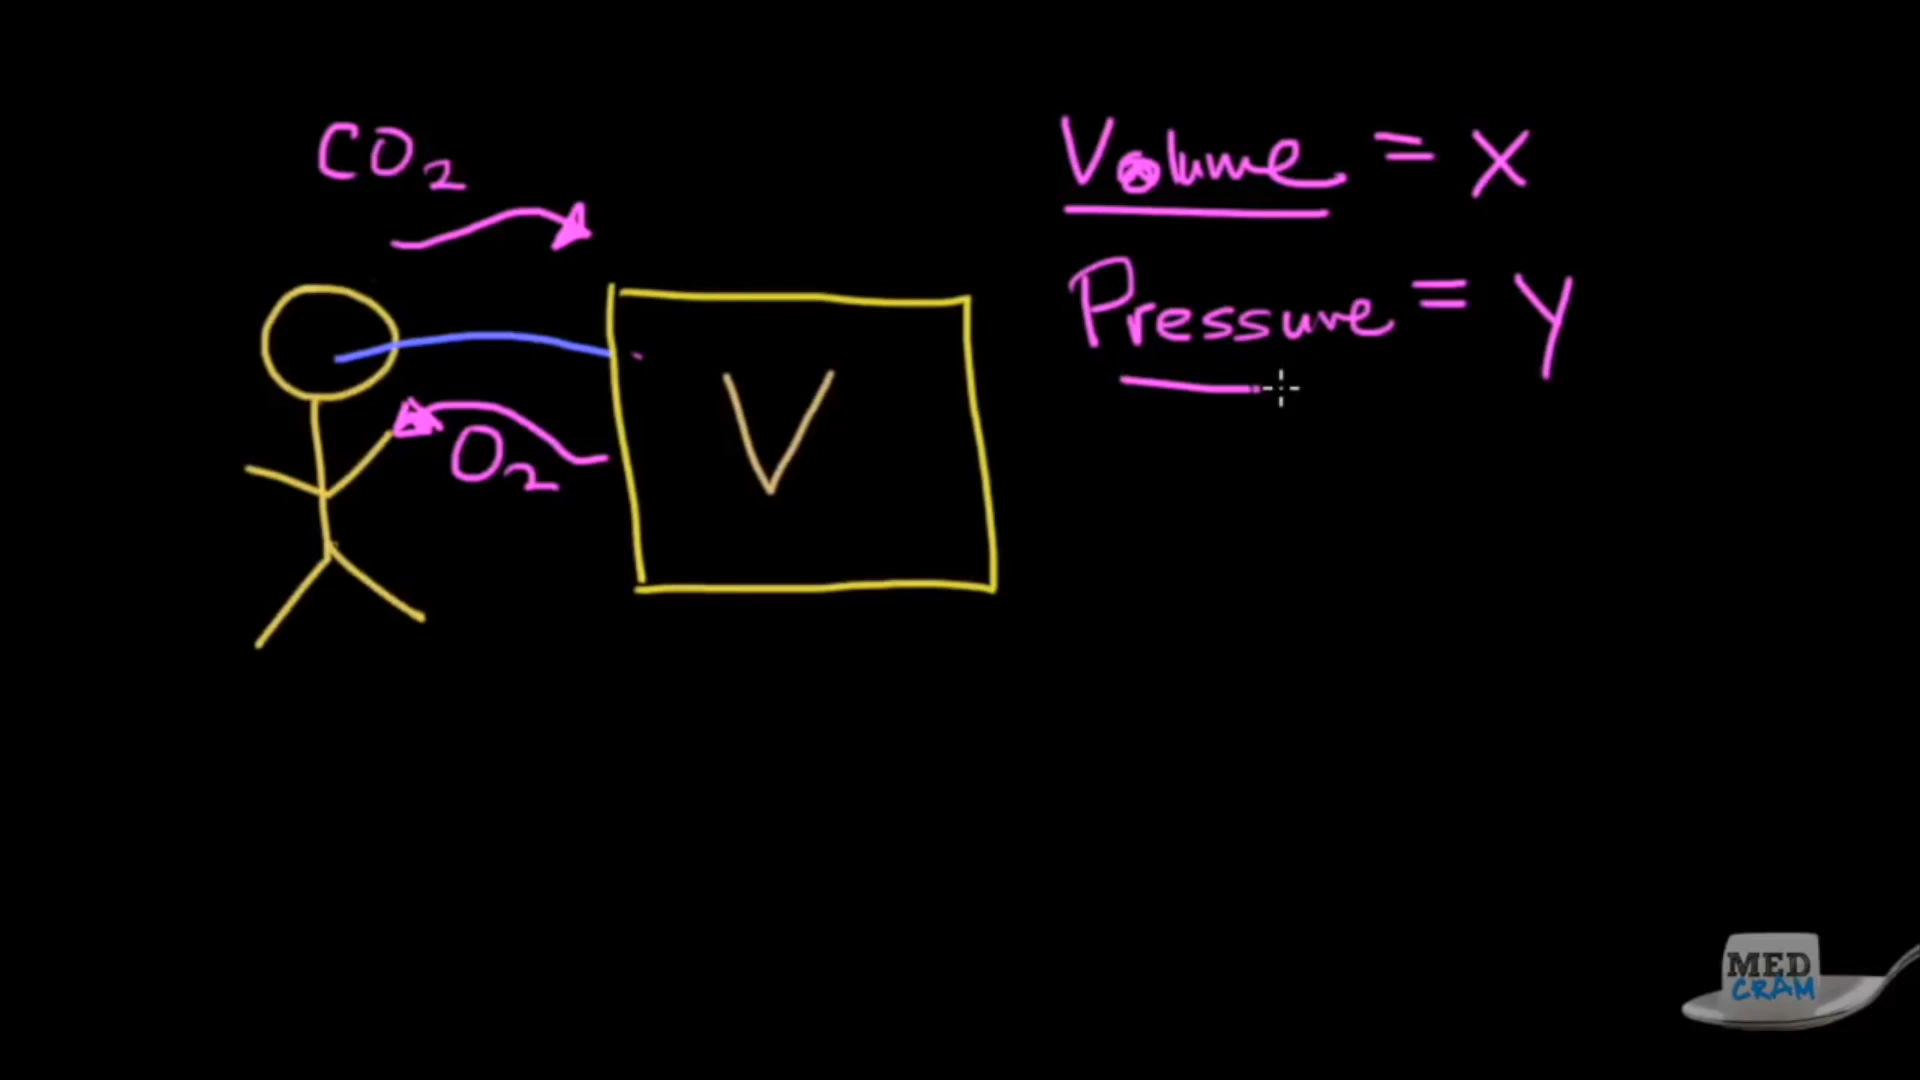 CO₂
Volume = X
Pressure = Y
O₂
V
MED
CRAM